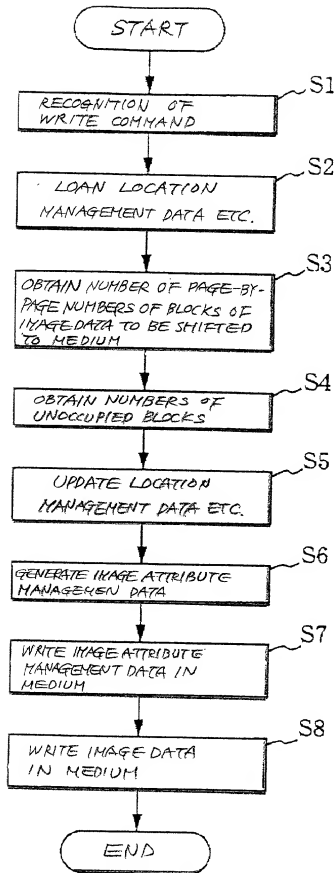 START
S1
RECOGNITION OF
WRITE COMMAND
S2
LOAN LOCATION
MANAGEMENT DATA ETC.
S3
OBTAIN NUMBER OF PAGE-BY-
PAGE NUMBERS OF BLOCKS OF
IMAGE DATA TO BE SHIFTED
TO MEDIUM
S4
OBTAIN NUMBERS OF
UNOCCUPIED BLOCKS
S5
UPDATE LOCATION
MANAGEMENT DATA ETC.
S6
GENERATE IMAGE ATTRIBUTE
MANAGEMEN DATA
S7
WRITE IMAGE ATTRIBUTE
MANAGEMENT DATA IN
MEDIUM
S8
WRITE IMAGE DATA
IN MEDIUM
END